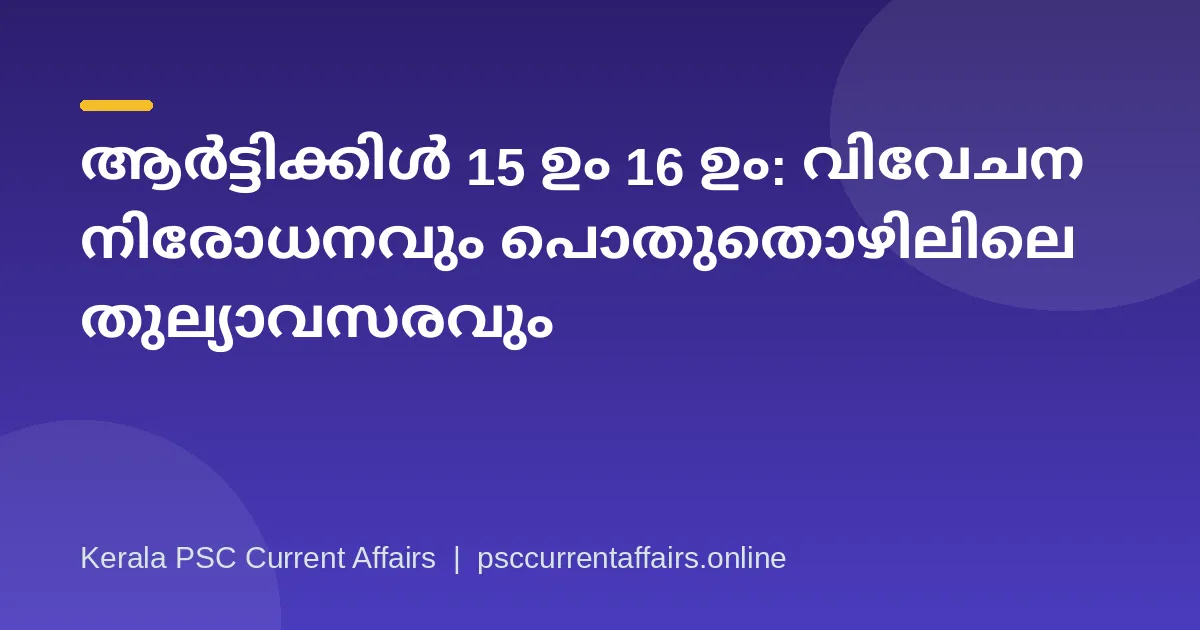 ആർട്ടിക്കിൾ 15 ഉം 16 ഉം: വിവേചന
നിരോധനവും പൊതുതൊഴിലിലെ
തുല്യാവസരവും
Kerala PSC Current Affairs | psccurrentaffairs.online